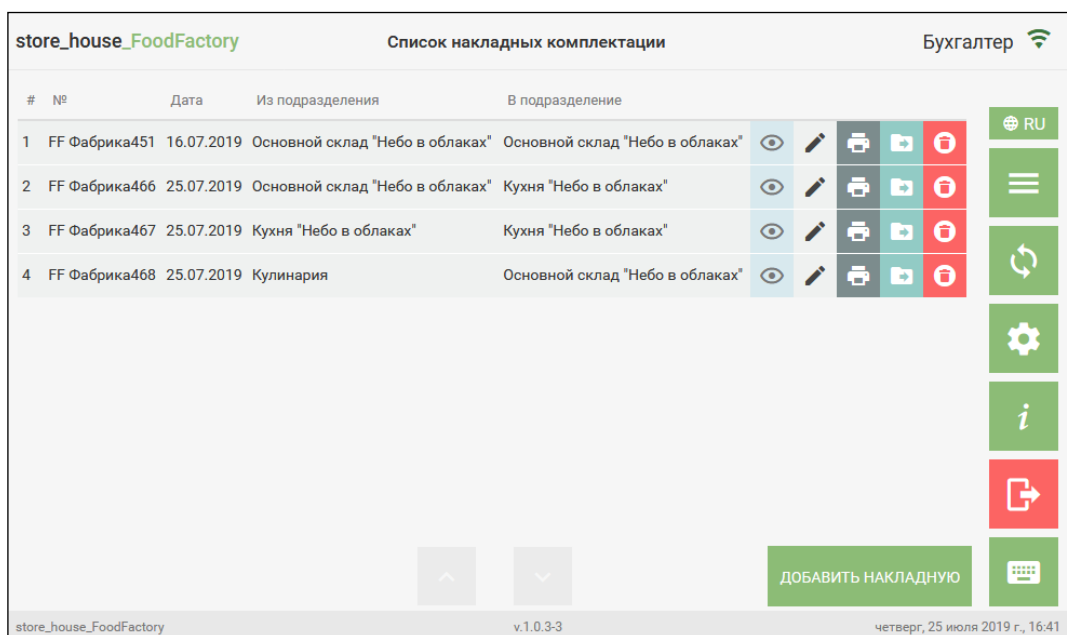 store_house_FoodFactory Список накладных комплектации Бухгалтер
# № Дата Из подразделения В подразделение
RU
1 FF Фабрика451 16.07.2019 Основной склад "Небо в облаках" Основной склад "Небо в облаках"
2 FF Фабрика466 25.07.2019 Основной склад "Небо в облаках" Кухня "Небо в облаках"
3 FF Фабрика467 25.07.2019 Кухня "Небо в облаках" Кухня "Небо в облаках"
4 FF Фабрика468 25.07.2019 Кулинария Основной склад "Небо в облаках"
i
ДОБАВИТЬ НАКЛАДНУЮ
store_house_FoodFactory v.1.0.3-3 четверг, 25 июля 2019 г., 16:41